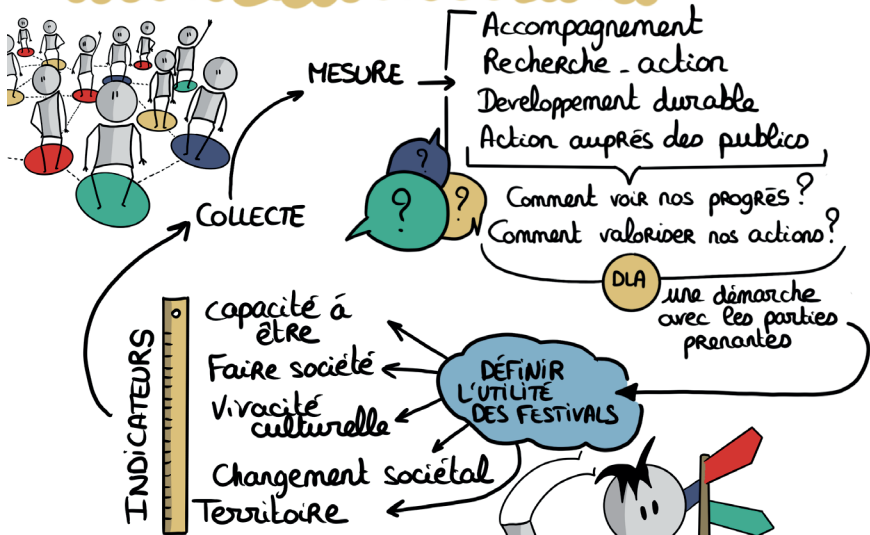 MESURE
Accompagnement
Recherche-action
Developpement durable
Action auprés des publics
? ? ?
Comment voir nos progrés?
Comment valoriser nos actions?
COLLECTE
DLA
une démarche
avec les parties
prenantes
INDICATEURS
capacité à
être
Faire société
Vivacité
culturelle
Changement sociétal
Territoire
DÉFINIR
L'UTILITÉ
DES FESTIVALS